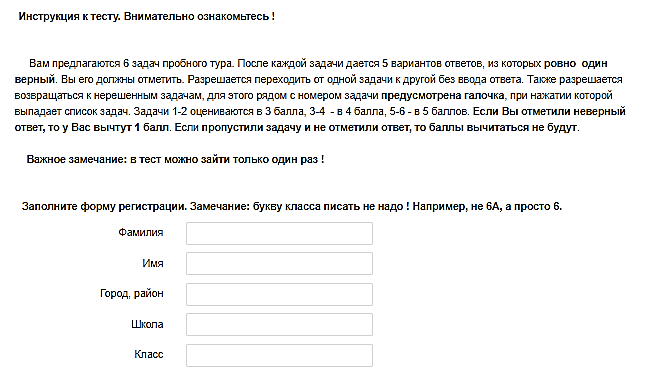 Инструкция к тесту. Внимательно ознакомьтесь !
Вам предлагаются 6 задач пробного тура. После каждой задачи дается 5 вариантов ответов, из которых ровно один
верный. Вы его должны отметить. Разрешается переходить от одной задачи к другой без ввода ответа. Также разрешается
возвращаться к нерешенным задачам, для этого рядом с номером задачи предусмотрена галочка, при нажатии которой
выпадает список задач. Задачи 1-2 оцениваются в 3 балла, 3-4 - в 4 балла, 5-6 - в 5 баллов. Если Вы отметили неверный
ответ, то у Вас вычтут 1 балл. Если пропустили задачу и не отметили ответ, то баллы вычитаться не будут.
Важное замечание: в тест можно зайти только один раз !
Заполните форму регистрации. Замечание: букву класса писать не надо ! Например, не 6А, а просто 6.
Фамилия
Имя
Город, район
Школа
Класс